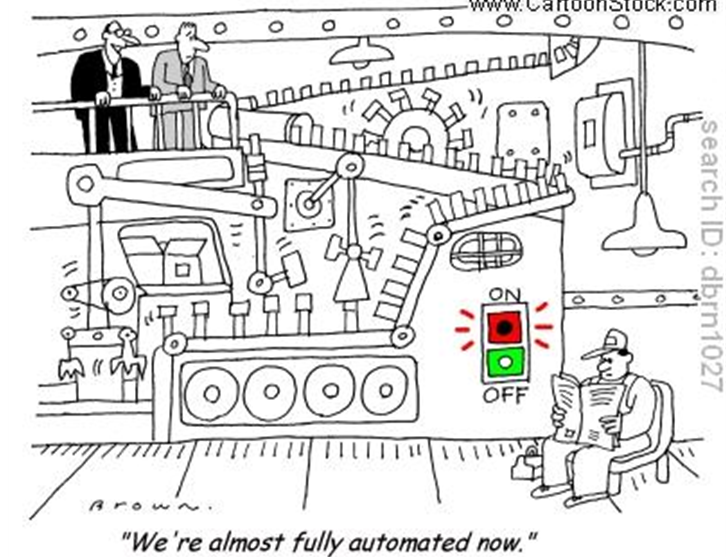 www.CartoonStock.com
search ID: dbrn1027
ON
OFF
Brown.
"We're almost fully automated now."